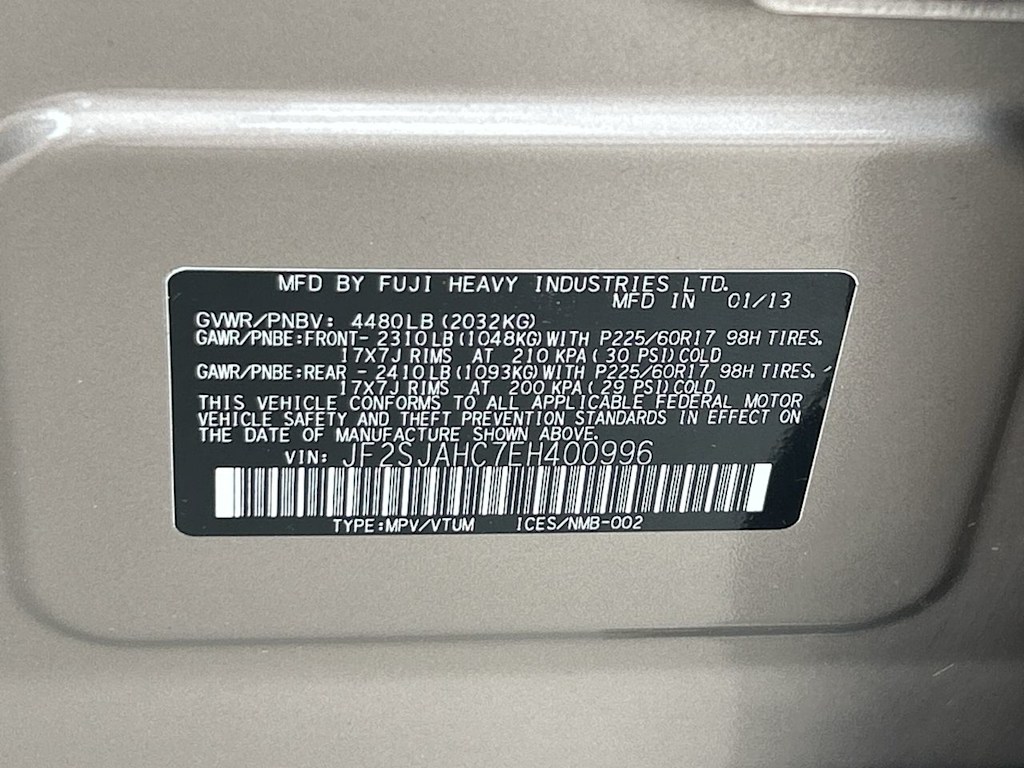 MFD BY FUJI HEAVY INDUSTRIES LTD.
MFD IN 01/13
GVWR/PNBV: 4480LB(2032KG)
GAWR/PNBE:FRONT- 2310LB(1048KG)WITH P225/60R17 98H TIRES,
17X7J RIMS AT 210 KPA( 30 PSI)COLD
GAWR/PNBE:REAR - 2410LB(1093KG)WITH P225/60R17 98H TIRES,
17X7J RIMS AT 200 KPA( 29 PSI)COLD
THIS VEHICLE CONFORMS TO ALL APPLICABLE FEDERAL MOTOR
VEHICLE SAFETY AND THEFT PREVENTION STANDARDS IN EFFECT ON
THE DATE OF MANUFACTURE SHOWN ABOVE.
VIN: JF2SJAHC7EH400996
TYPE:MPV/VTUM ICES/NMB-002